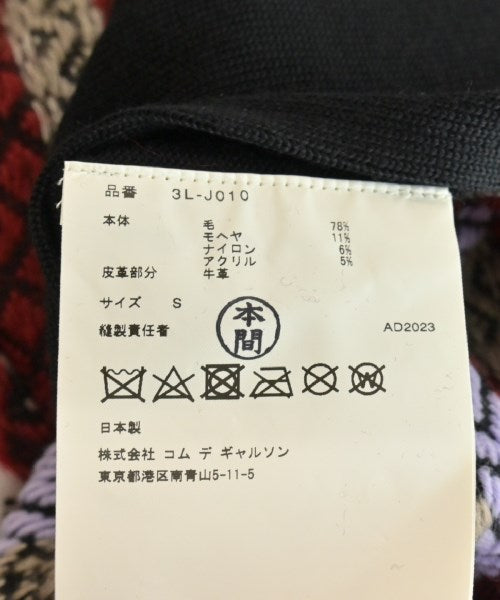 品番 3L-J010
本体 毛 78%
モヘヤ 11%
ナイロン 6%
アクリル 5%
皮革部分 牛革
サイズ S
縫製責任者 本間 AD2023
W
日本製
株式会社 コム デ ギャルソン
東京都港区南青山5-11-5